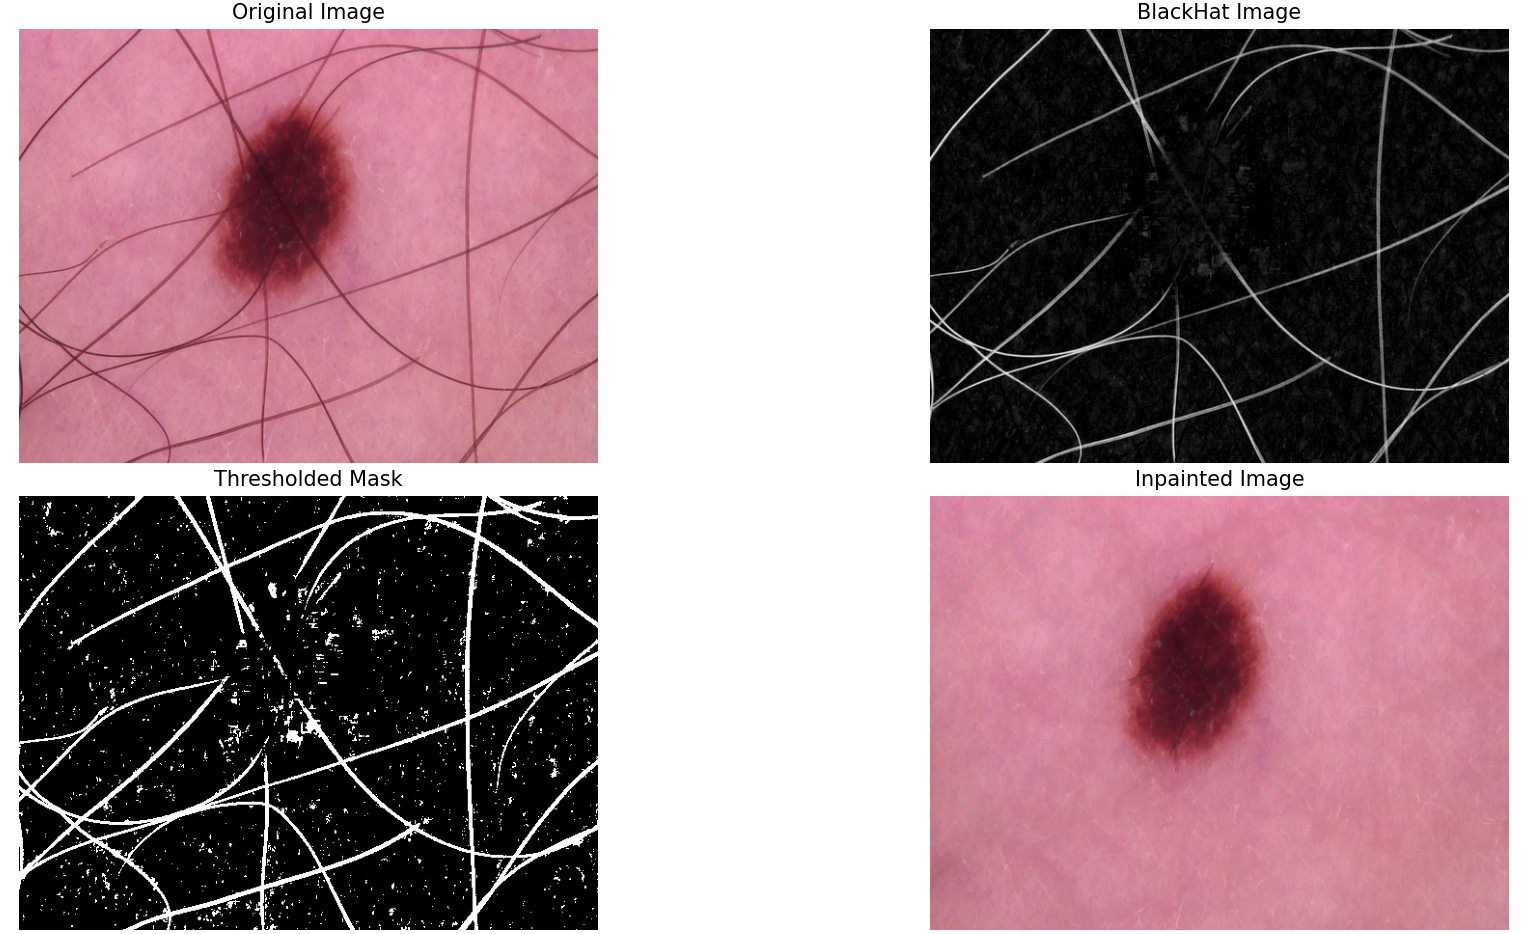 Original Image
BlackHat Image
Thresholded Mask
Inpainted Image